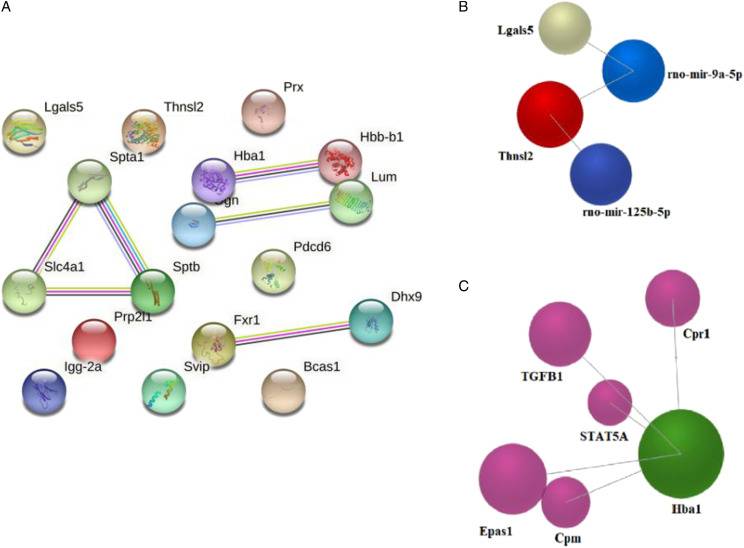 A
Lgals5
Thnsl2
Prx
Spta1
Hba1
Hbb-b1
Ogn
Lum
Slc4a1
Sptb
Pdcd6
Prp2l1
Fxr1
Dhx9
Igg-2a
Svip
Bcas1
B
Lgals5
rno-mir-9a-5p
Thnsl2
rno-mir-125b-5p
C
Cpr1
TGFB1
STAT5A
Hba1
Epas1
Cpm